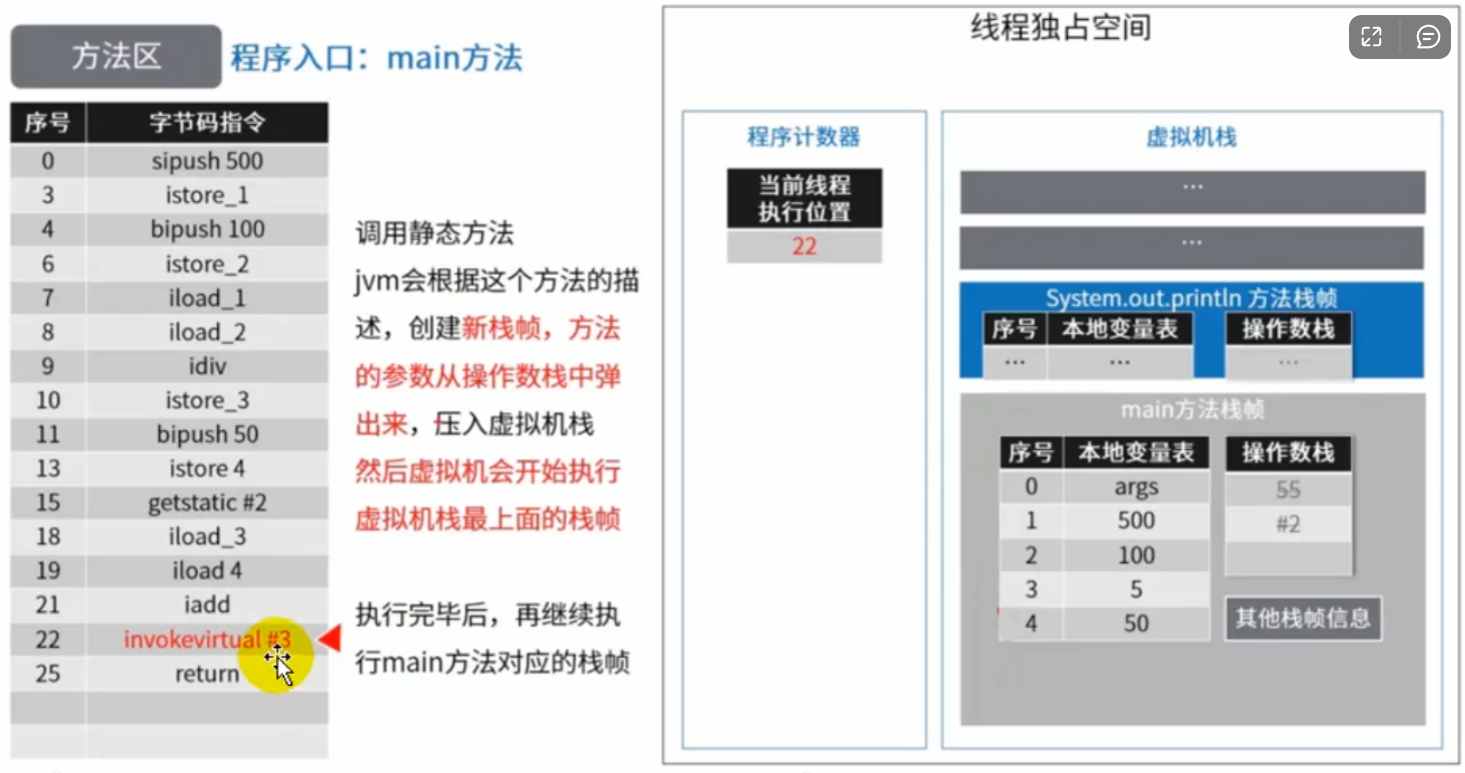 方法区
程序入口：main方法
序号 字节码指令
0 sipush 500
3 istore_1
4 bipush 100
6 istore_2
7 iload_1
8 iload_2
9 idiv
10 istore_3
11 bipush 50
13 istore 4
15 getstatic #2
18 iload_3
19 iload 4
21 iadd
22 invokevirtual #3
25 return
调用静态方法
jvm会根据这个方法的描
述，创建新栈帧，方法
的参数从操作数栈中弹
出来，压入虚拟机栈
然后虚拟机会开始执行
虚拟机栈最上面的栈帧
执行完毕后，再继续执
行main方法对应的栈帧
线程独占空间
程序计数器
当前线程
执行位置
22
虚拟机栈
...
...
System.out.println 方法栈帧
序号 本地变量表 操作数栈
... ... ...
main方法栈帧
序号 本地变量表 操作数栈
0 args 55
1 500 #2
2 100
3 5
4 50
其他栈帧信息